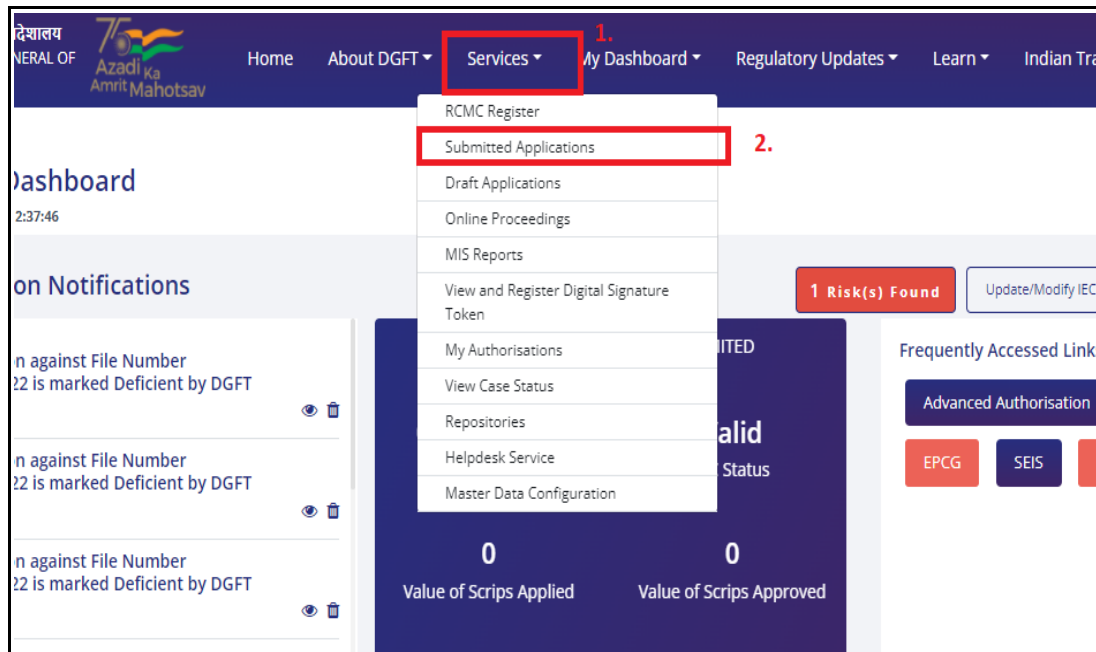 देशालय
NERAL OF
75
Azadi Ka
Amrit Mahotsav
Home About DGFT Services My Dashboard Regulatory Updates Learn Indian Tra
1.
RCMC Register
Submitted Applications
2.
Draft Applications
Online Proceedings
MIS Reports
View and Register Digital Signature
Token
My Authorisations
View Case Status
Repositories
Helpdesk Service
Master Data Configuration
Dashboard
2:37:46
on Notifications
1 Risk(s) Found
Update/Modify IEC
n against File Number
22 is marked Deficient by DGFT
n against File Number
22 is marked Deficient by DGFT
n against File Number
22 is marked Deficient by DGFT
ITED
alid
Status
0
Value of Scrips Applied
0
Value of Scrips Approved
Frequently Accessed Link
Advanced Authorisation
EPCG SEIS